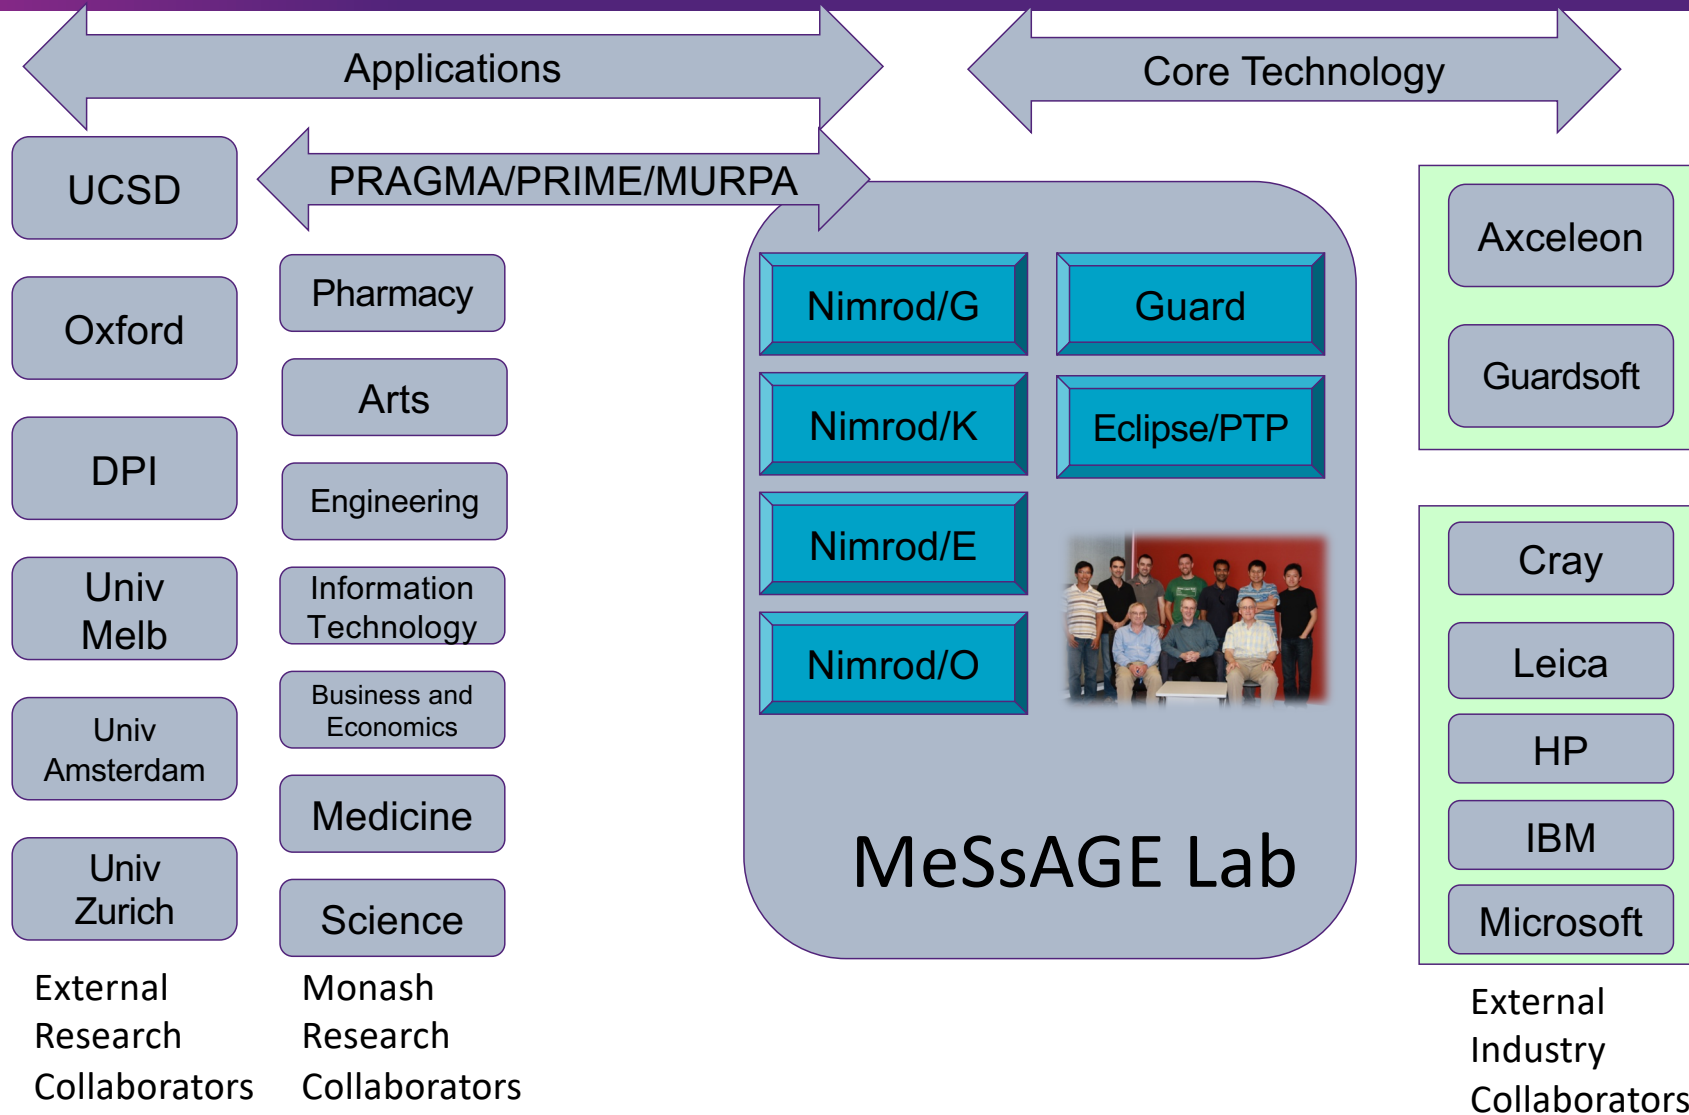 Applications
Core Technology
PRAGMA/PRIME/MURPA
UCSD
Oxford
DPI
Univ
Melb
Univ
Amsterdam
Univ
Zurich
External
Research
Collaborators
Pharmacy
Arts
Engineering
Information
Technology
Business and
Economics
Medicine
Science
Monash
Research
Collaborators
Nimrod/G
Guard
Nimrod/K
Eclipse/PTP
Nimrod/E
Nimrod/O
MeSsAGE Lab
Axceleon
Guardsoft
Cray
Leica
HP
IBM
Microsoft
External
Industry
Collaborators